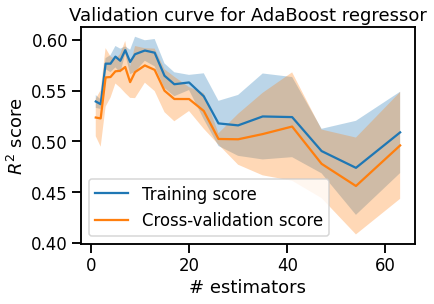 Validation curve for AdaBoost regressor
R² score
0.60
0.55
0.50
0.45
0.40
Training score
Cross-validation score
0 20 40 60
# estimators